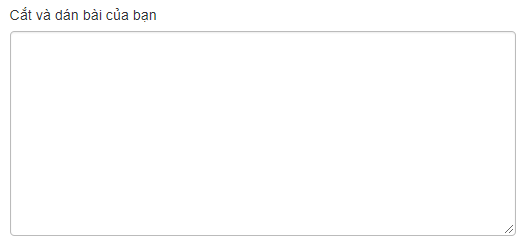 Cắt và dán bài của bạn